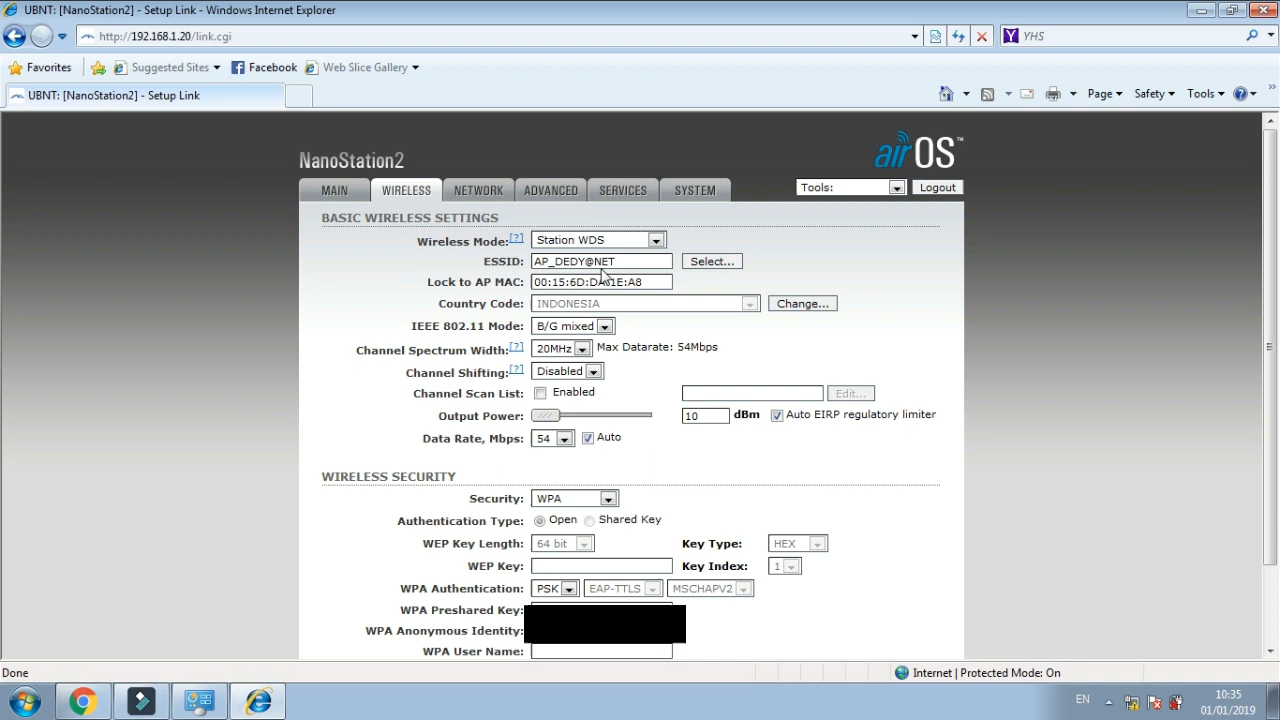 UBNT: [NanoStation2] - Setup Link - Windows Internet Explorer
http://192.168.1.20/link.cgi
YHS
Favorites Suggested Sites Facebook Web Slice Gallery
UBNT: [NanoStation2] - Setup Link
Page Safety Tools
NanoStation2
airOS™
MAIN WIRELESS NETWORK ADVANCED SERVICES SYSTEM Tools: Logout
BASIC WIRELESS SETTINGS
Wireless Mode:[?] Station WDS
ESSID: AP_DEDY@NET Select...
Lock to AP MAC:
Country Code: INDONESIA Change...
IEEE 802.11 Mode: B/G mixed
Channel Spectrum Width:[?] 20MHz Max Datarate: 54Mbps
Channel Shifting:[?] Disabled
Channel Scan List: Enabled Edit...
Output Power: 10 dBm Auto EIRP regulatory limiter
Data Rate, Mbps: 54 Auto
WIRELESS SECURITY
Security: WPA
Authentication Type: Open Shared Key
WEP Key Length: 64 bit Key Type: HEX
WEP Key: Key Index: 1
WPA Authentication: PSK EAP-TTLS MSCHAPV2
WPA Preshared Key:
WPA Anonymous Identity:
WPA User Name:
Done Internet | Protected Mode: On
EN 10:35
01/01/2019